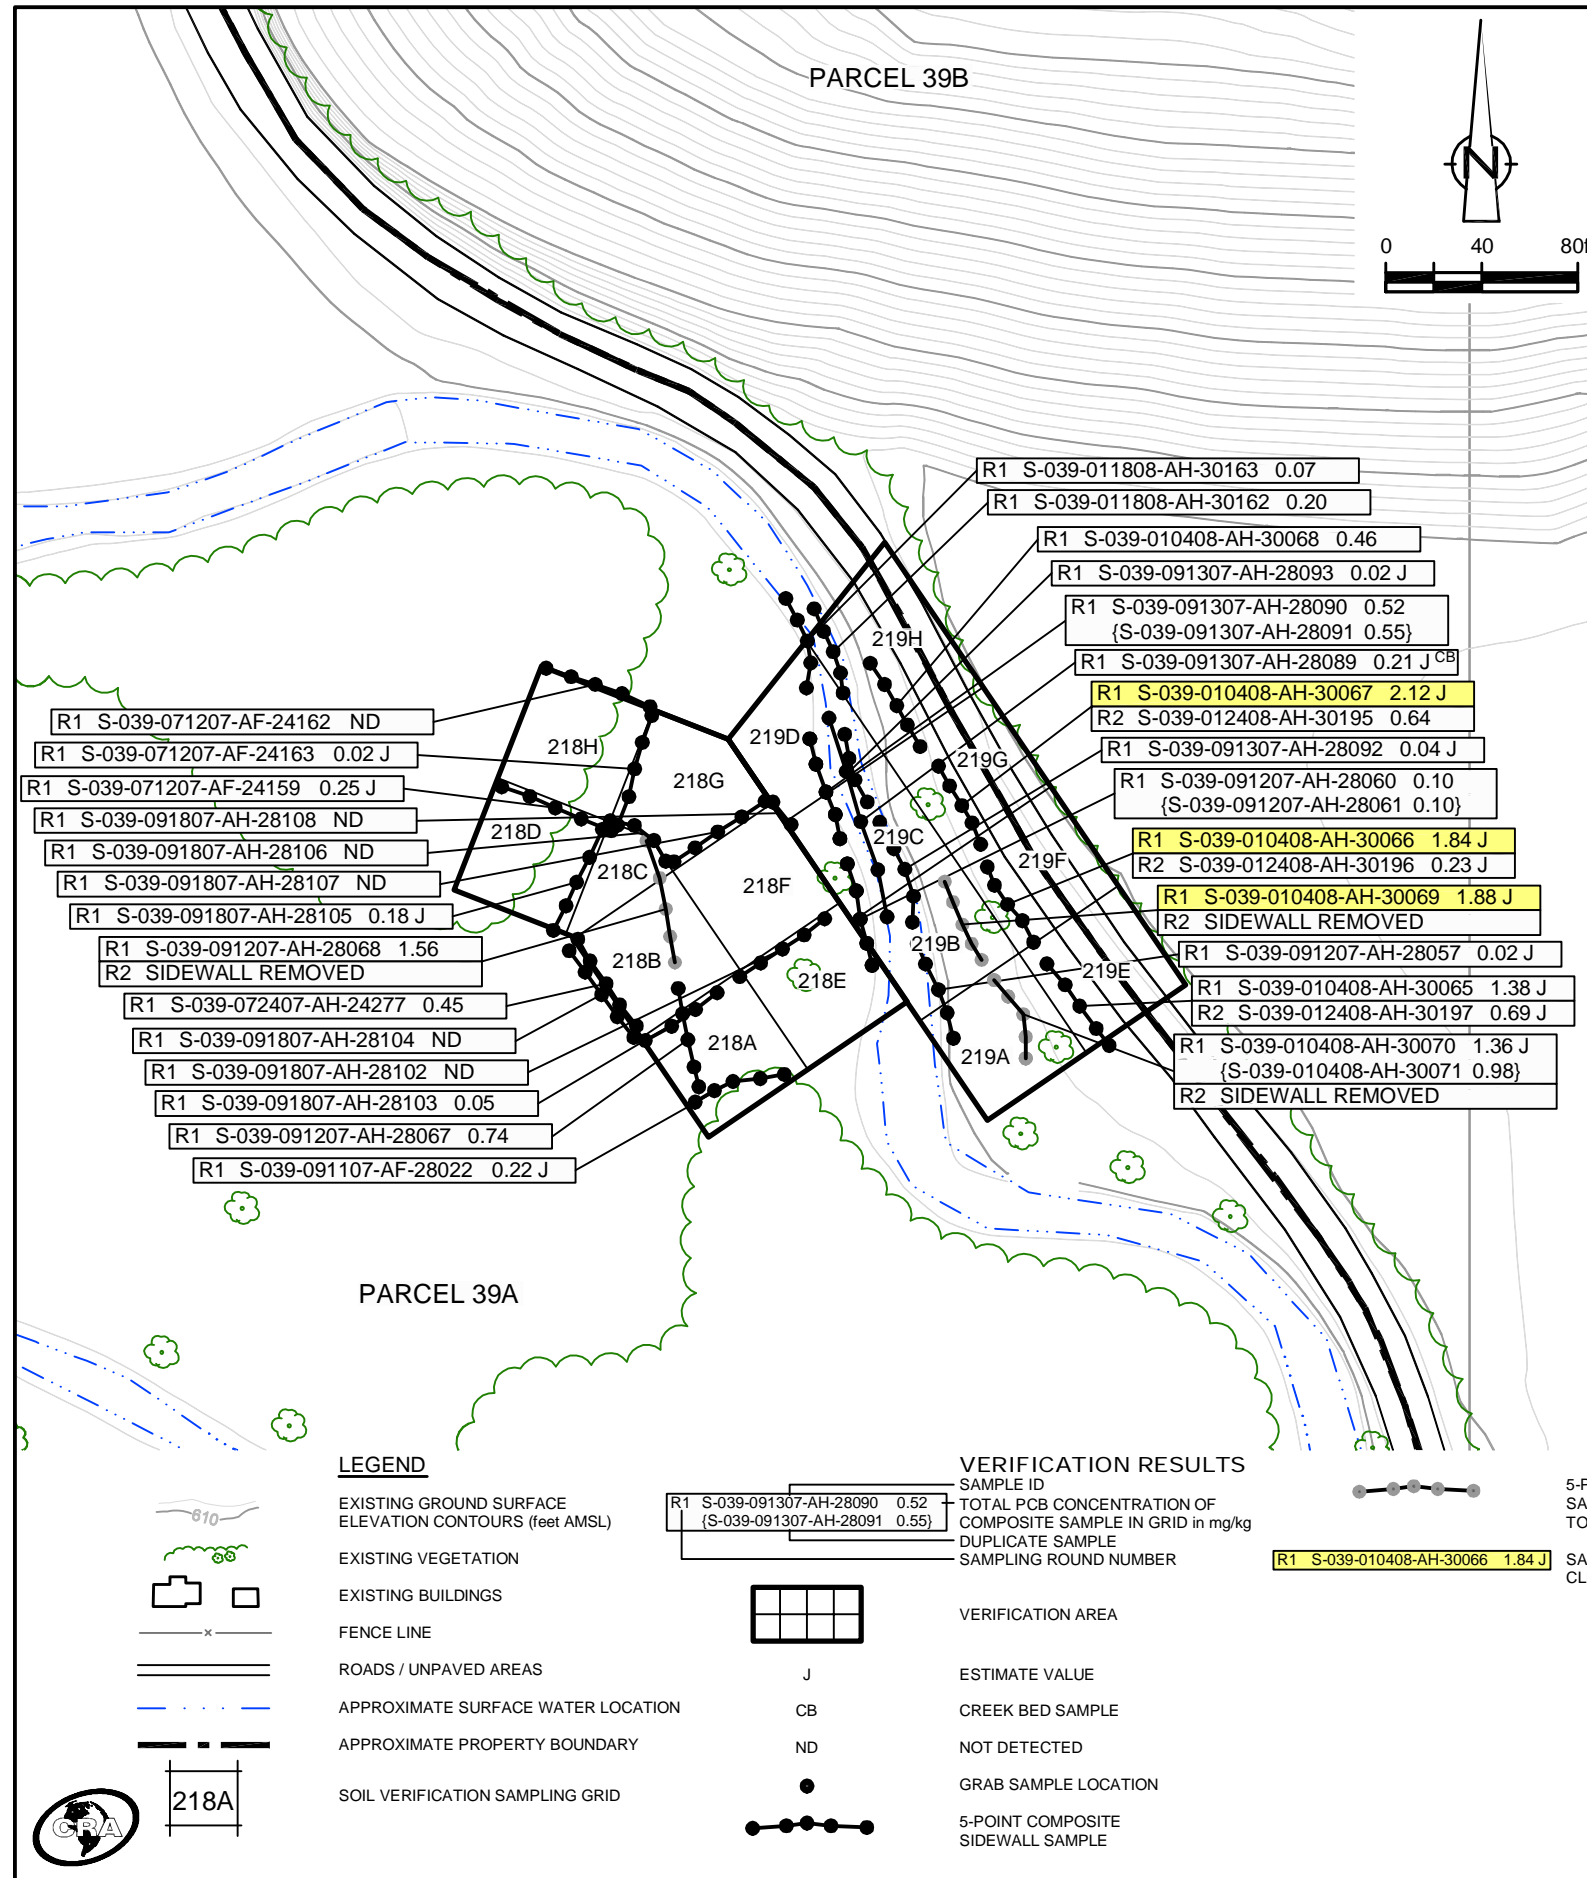 PARCEL 39B
N
0 40 80f
R1 S-039-011808-AH-30163 0.07
R1 S-039-011808-AH-30162 0.20
R1 S-039-010408-AH-30068 0.46
R1 S-039-091307-AH-28093 0.02 J
R1 S-039-091307-AH-28090 0.52
{S-039-091307-AH-28091 0.55}
R1 S-039-091307-AH-28089 0.21 J CB
R1 S-039-010408-AH-30067 2.12 J
R2 S-039-012408-AH-30195 0.64
R1 S-039-091307-AH-28092 0.04 J
R1 S-039-091207-AH-28060 0.10
{S-039-091207-AH-28061 0.10}
R1 S-039-010408-AH-30066 1.84 J
R2 S-039-012408-AH-30196 0.23 J
R1 S-039-010408-AH-30069 1.88 J
R2 SIDEWALL REMOVED
R1 S-039-091207-AH-28057 0.02 J
R1 S-039-010408-AH-30065 1.38 J
R2 S-039-012408-AH-30197 0.69 J
R1 S-039-010408-AH-30070 1.36 J
{S-039-010408-AH-30071 0.98}
R2 SIDEWALL REMOVED
219H
219D
219G
219C
219F
219B
219E
219A
218H
218G
218D
218C
218F
218B
218E
218A
R1 S-039-071207-AF-24162 ND
R1 S-039-071207-AF-24163 0.02 J
R1 S-039-071207-AF-24159 0.25 J
R1 S-039-091807-AH-28108 ND
R1 S-039-091807-AH-28106 ND
R1 S-039-091807-AH-28107 ND
R1 S-039-091807-AH-28105 0.18 J
R1 S-039-091207-AH-28068 1.56
R2 SIDEWALL REMOVED
R1 S-039-072407-AH-24277 0.45
R1 S-039-091807-AH-28104 ND
R1 S-039-091807-AH-28102 ND
R1 S-039-091807-AH-28103 0.05
R1 S-039-091207-AH-28067 0.74
R1 S-039-091107-AF-28022 0.22 J
PARCEL 39A
LEGEND
610
EXISTING GROUND SURFACE
ELEVATION CONTOURS (feet AMSL)
EXISTING VEGETATION
EXISTING BUILDINGS
x
FENCE LINE
ROADS / UNPAVED AREAS
APPROXIMATE SURFACE WATER LOCATION
APPROXIMATE PROPERTY BOUNDARY
218A
SOIL VERIFICATION SAMPLING GRID
CRA
VERIFICATION RESULTS
R1 S-039-091307-AH-28090 0.52
{S-039-091307-AH-28091 0.55}
SAMPLE ID
TOTAL PCB CONCENTRATION OF
COMPOSITE SAMPLE IN GRID in mg/kg
DUPLICATE SAMPLE
SAMPLING ROUND NUMBER
VERIFICATION AREA
J ESTIMATE VALUE
CB CREEK BED SAMPLE
ND NOT DETECTED
GRAB SAMPLE LOCATION
5-POINT COMPOSITE
SIDEWALL SAMPLE
5-P
SA
TO
R1 S-039-010408-AH-30066 1.84 J
SA
CL